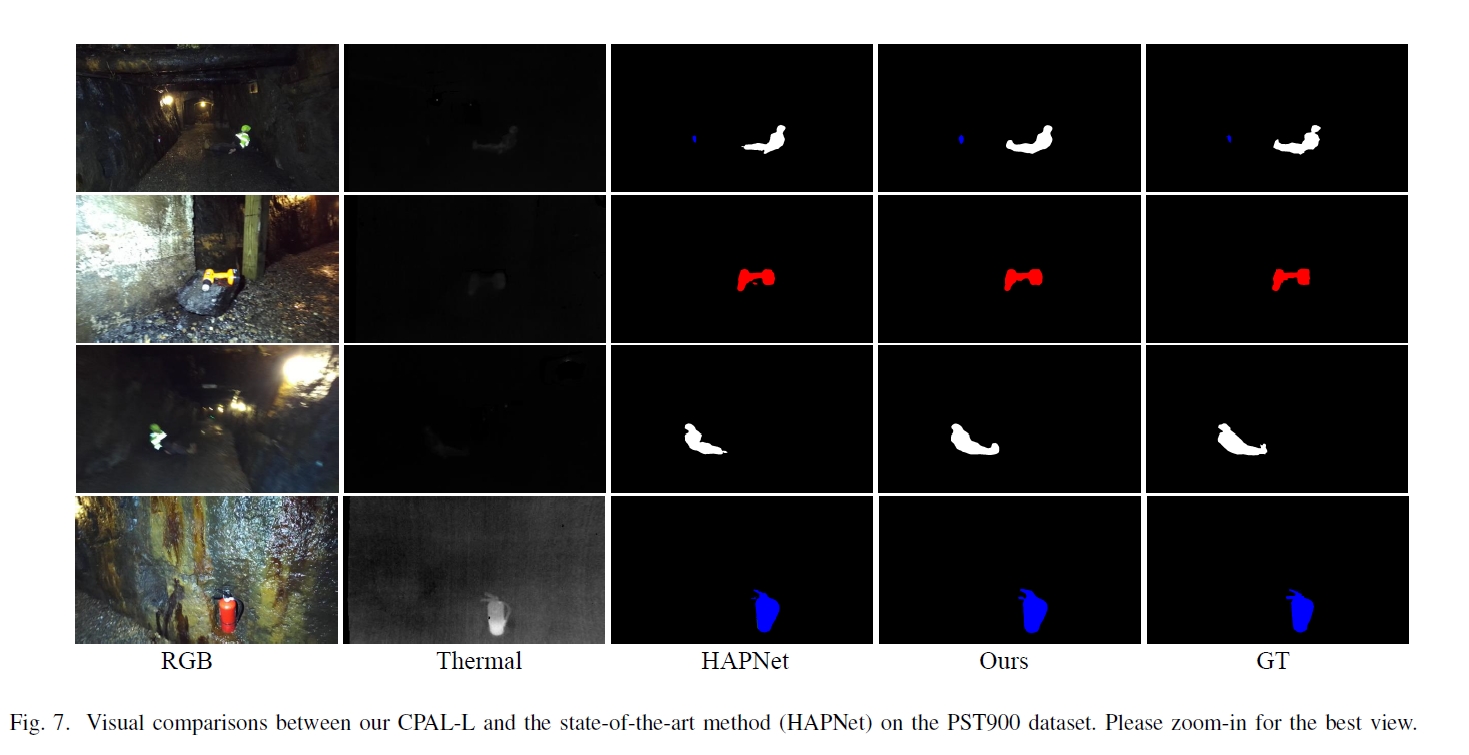 RGB Thermal HAPNet Ours GT
Fig. 7. Visual comparisons between our CPAL-L and the state-of-the-art method (HAPNet) on the PST900 dataset. Please zoom-in for the best view.